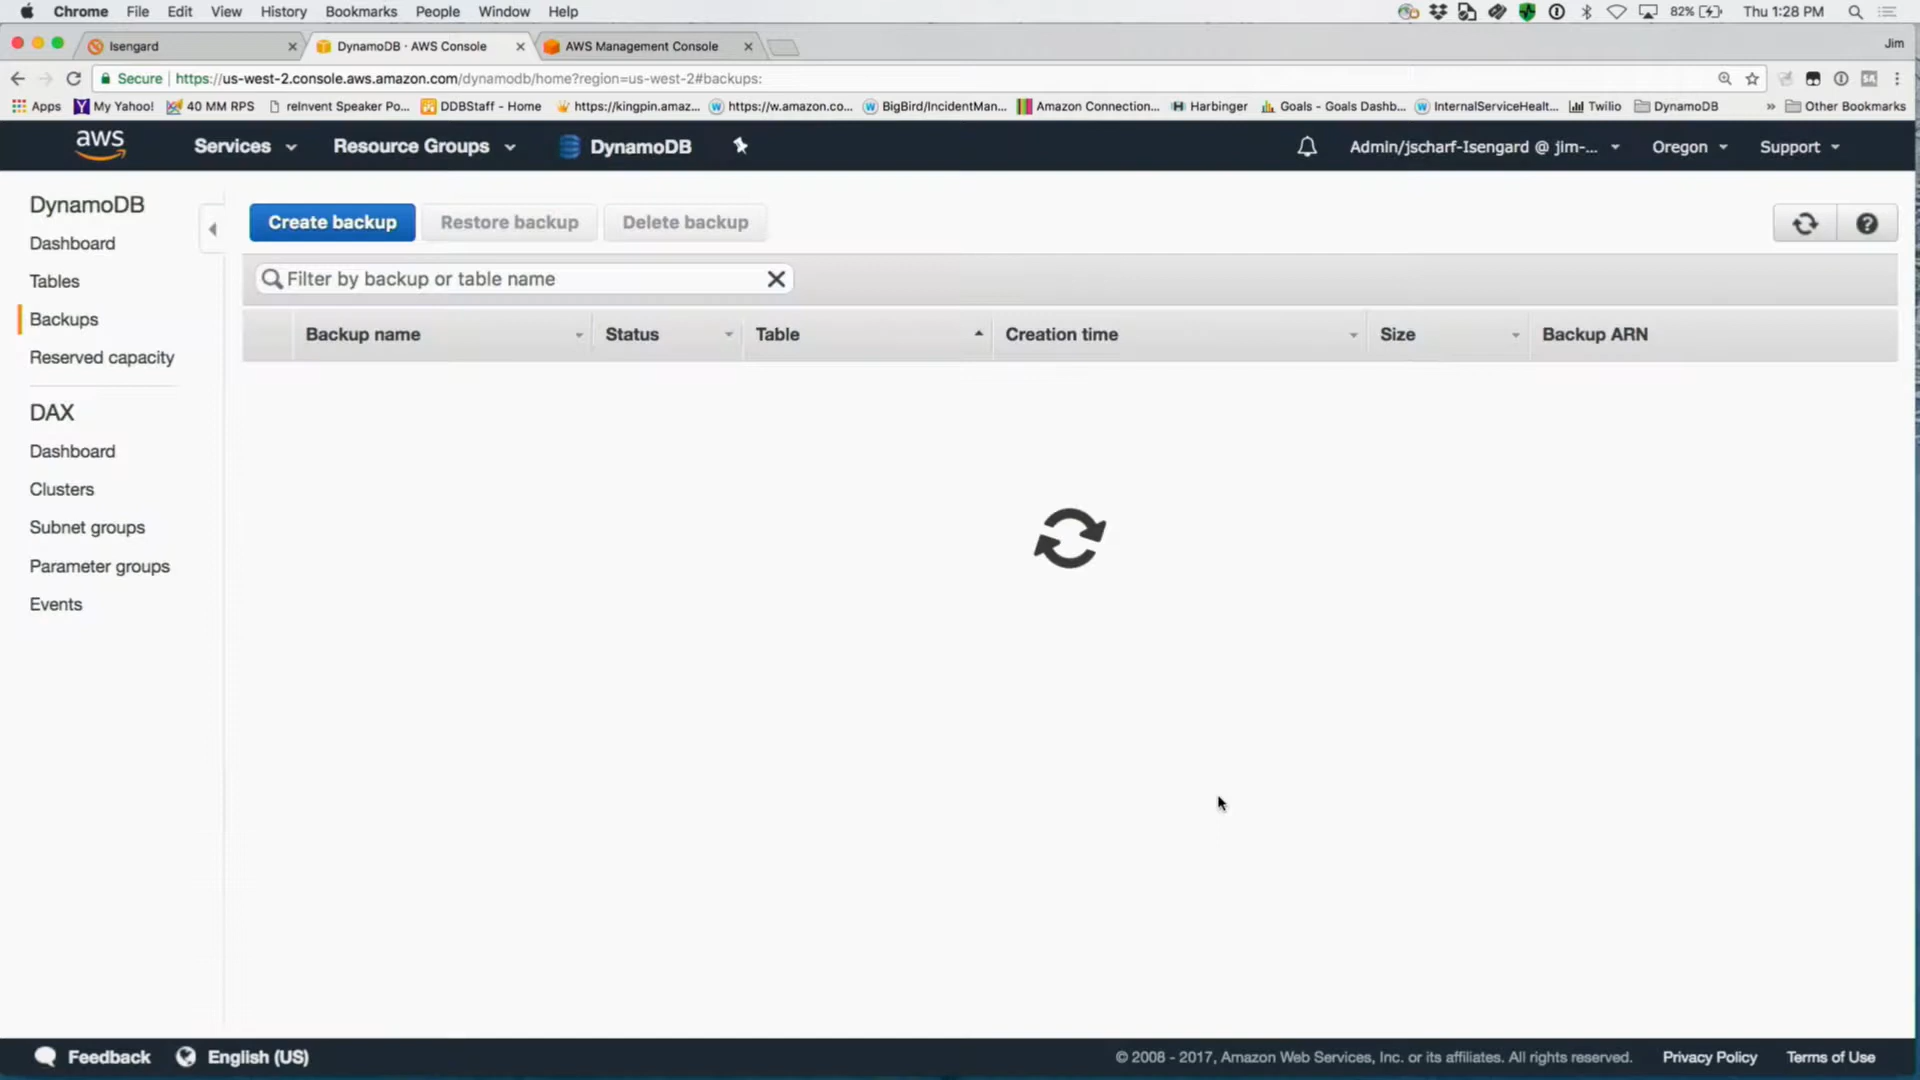 Chrome File Edit View History Bookmarks People Window Help 82% Thu 1:28 PM
Isengard DynamoDB · AWS Console AWS Management Console Jim
Secure https://us-west-2.console.aws.amazon.com/dynamodb/home?region=us-west-2#backups:
Apps My Yahoo! 40 MM RPS reInvent Speaker Po... DDBStaff - Home https://kingpin.amaz... https://w.amazon.co... BigBird/IncidentMan... Amazon Connection... Harbinger Goals - Goals Dashb... InternalServiceHealt... Twilio DynamoDB » Other Bookmarks
aws Services Resource Groups DynamoDB Admin/jscharf-Isengard @ jim-... Oregon Support
DynamoDB
Dashboard
Tables
Backups
Reserved capacity
DAX
Dashboard
Clusters
Subnet groups
Parameter groups
Events
Create backup Restore backup Delete backup
Filter by backup or table name
Backup name Status Table Creation time Size Backup ARN
Feedback English (US) © 2008 - 2017, Amazon Web Services, Inc. or its affiliates. All rights reserved. Privacy Policy Terms of Use